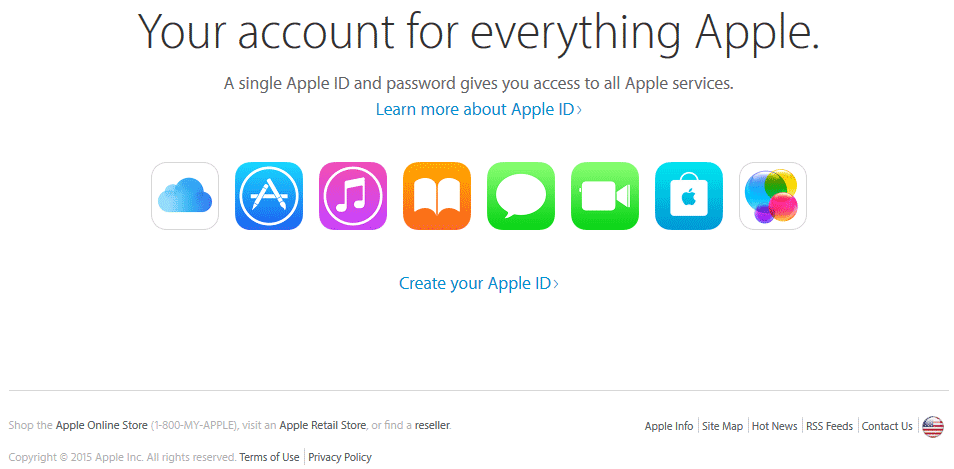 Your account for everything Apple.
A single Apple ID and password gives you access to all Apple services.
Learn more about Apple ID ›
Create your Apple ID ›
Shop the Apple Online Store (1-800-MY-APPLE), visit an Apple Retail Store, or find a reseller.
Apple Info | Site Map | Hot News | RSS Feeds | Contact Us
Copyright © 2015 Apple Inc. All rights reserved. Terms of Use | Privacy Policy